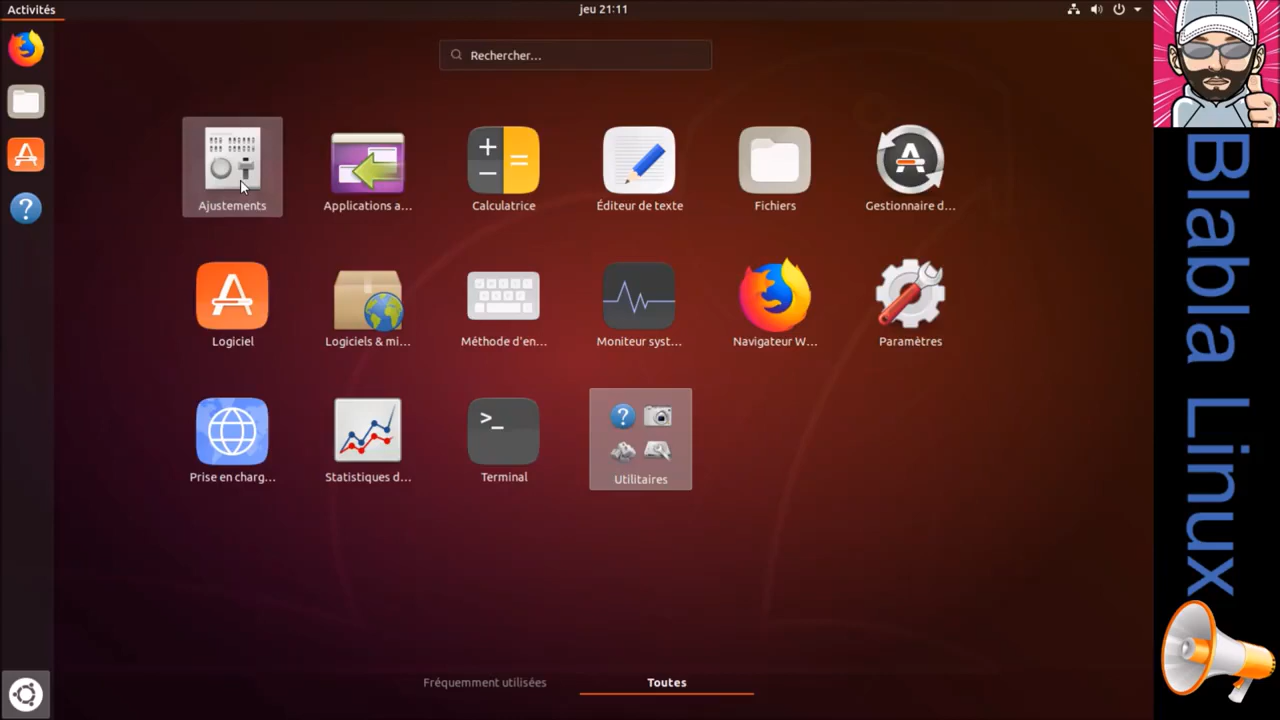 Activités
jeu 21:11
Rechercher...
Ajustements
Applications a...
Calculatrice
Éditeur de texte
Fichiers
Gestionnaire d...
Logiciel
Logiciels & mi...
Méthode d'en...
Moniteur syst...
Navigateur W...
Paramètres
Prise en charg...
Statistiques d...
Terminal
Utilitaires
Fréquemment utilisées
Toutes
Blabla Linux